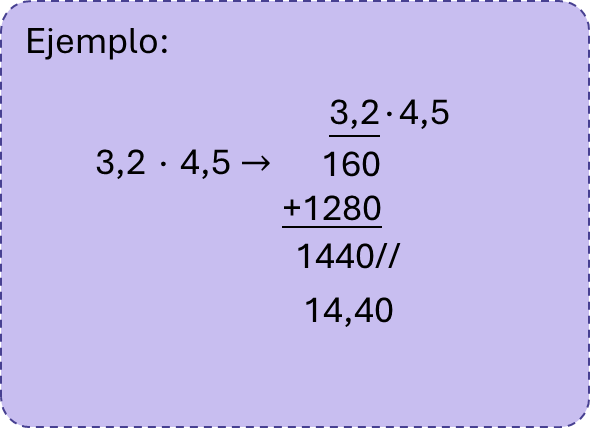 Ejemplo:
3,2 · 4,5
3,2 · 4,5 → 160
+1280
1440//
14,40